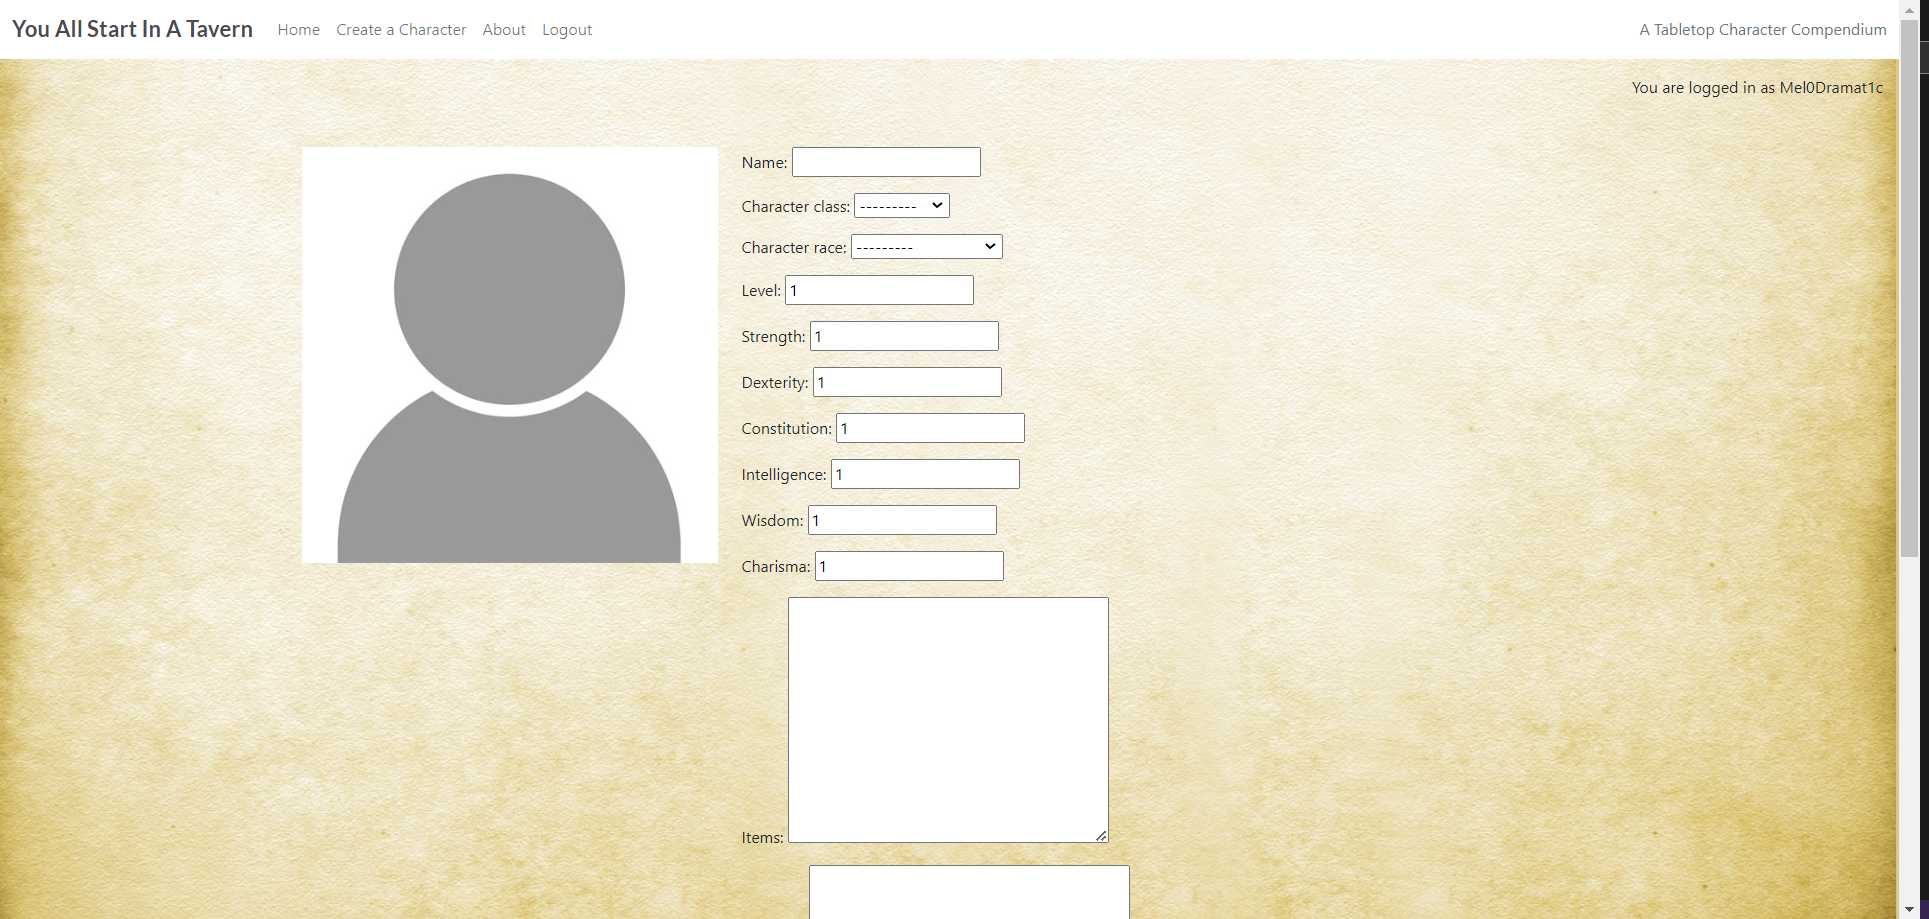 You All Start In A Tavern Home Create a Character About Logout A Tabletop Character Compendium
You are logged in as Mel0Dramat1c
Name:
Character class: ---------
Character race: ---------
Level: 1
Strength: 1
Dexterity: 1
Constitution: 1
Intelligence: 1
Wisdom: 1
Charisma: 1
Items: